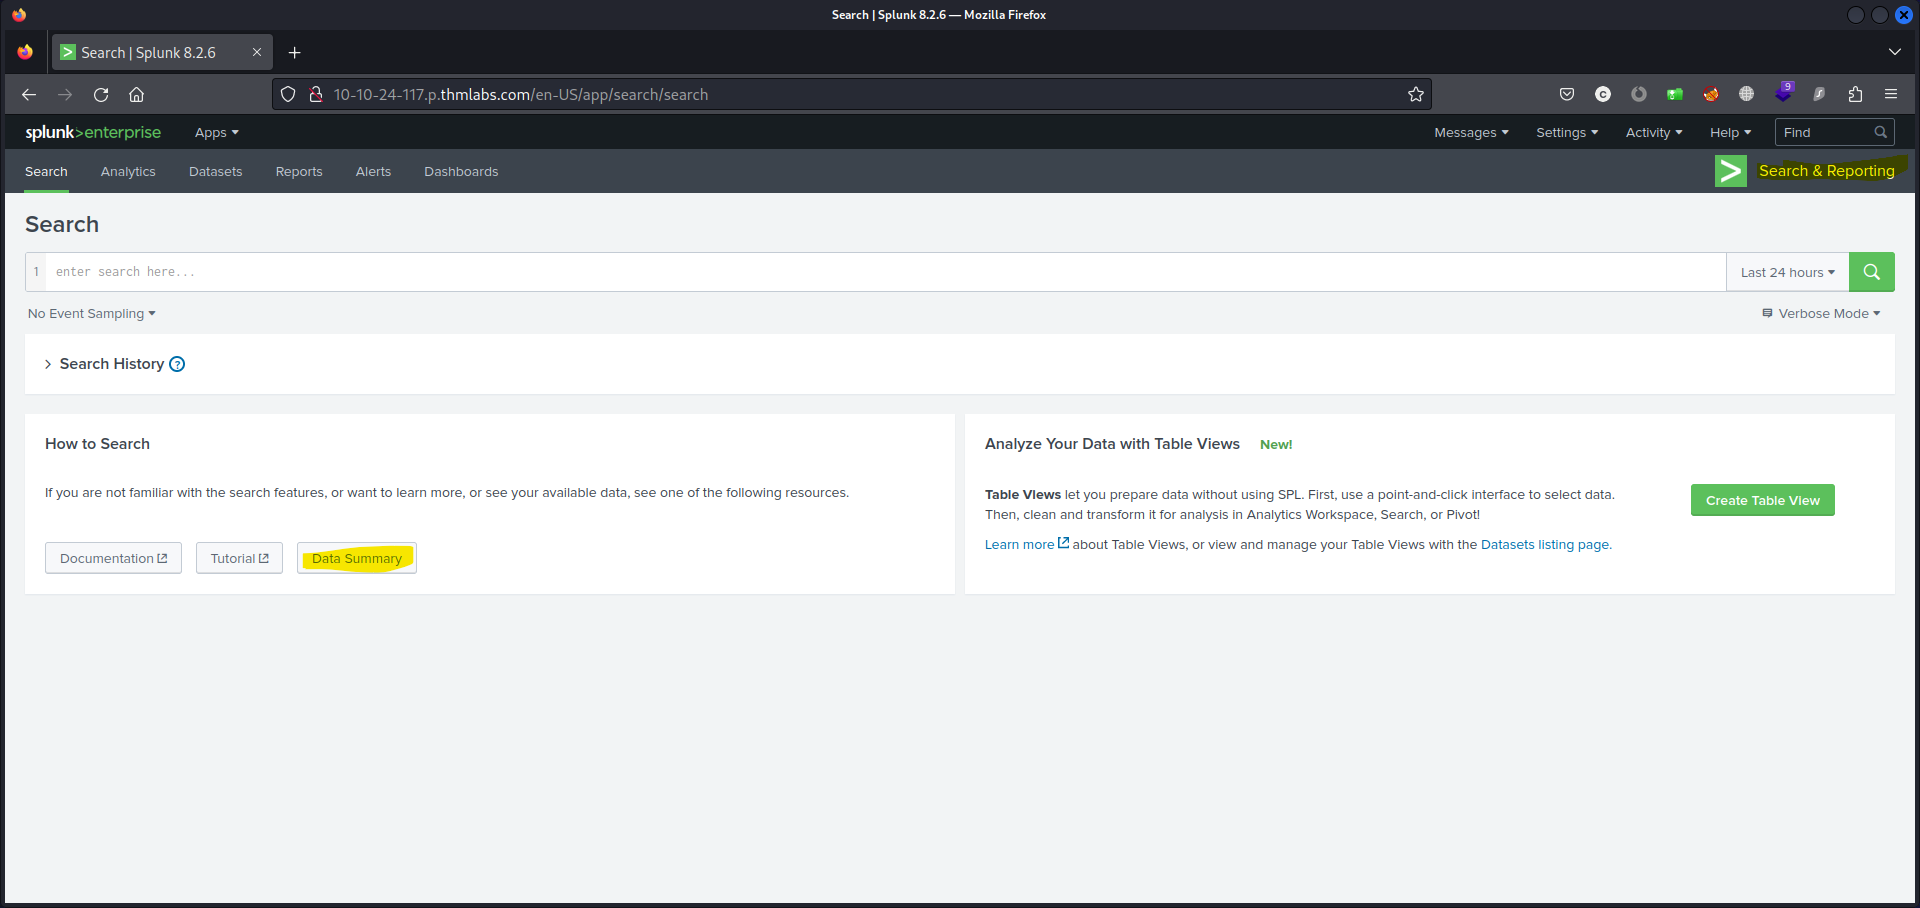 Search | Splunk 8.2.6 — Mozilla Firefox
Search | Splunk 8.2.6
10-10-24-117.p.thmlabs.com/en-US/app/search/search
9
splunk>enterprise Apps Messages Settings Activity Help Find
Search Analytics Datasets Reports Alerts Dashboards Search & Reporting
Search
1 enter search here... Last 24 hours
No Event Sampling Verbose Mode
Search History ?
How to Search
If you are not familiar with the search features, or want to learn more, or see your available data, see one of the following resources.
Documentation Tutorial Data Summary
Analyze Your Data with Table Views New!
Table Views let you prepare data without using SPL. First, use a point-and-click interface to select data.
Then, clean and transform it for analysis in Analytics Workspace, Search, or Pivot!
Learn more about Table Views, or view and manage your Table Views with the Datasets listing page.
Create Table View